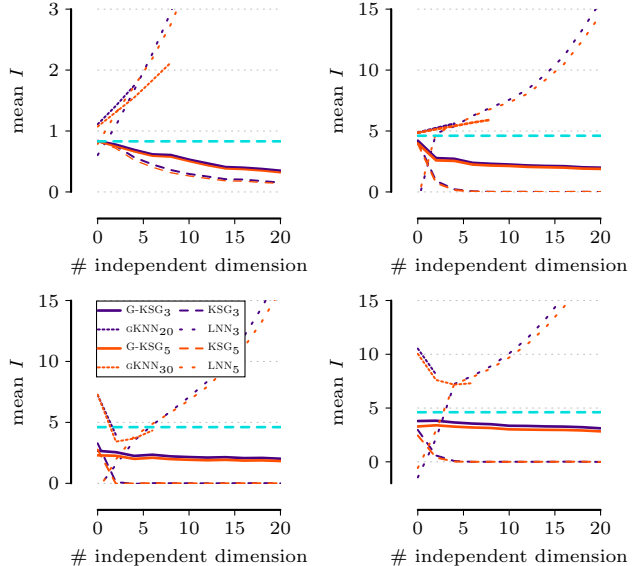 3
2
1
0
mean I
0 5 10 15 20
# independent dimension
15
10
5
0
mean I
0 5 10 15 20
# independent dimension
15
10
5
0
mean I
G-KSG3 KSG3
GKNN20 LNN3
G-KSG5 KSG5
GKNN30 LNN5
0 5 10 15 20
# independent dimension
15
10
5
0
mean I
0 5 10 15 20
# independent dimension